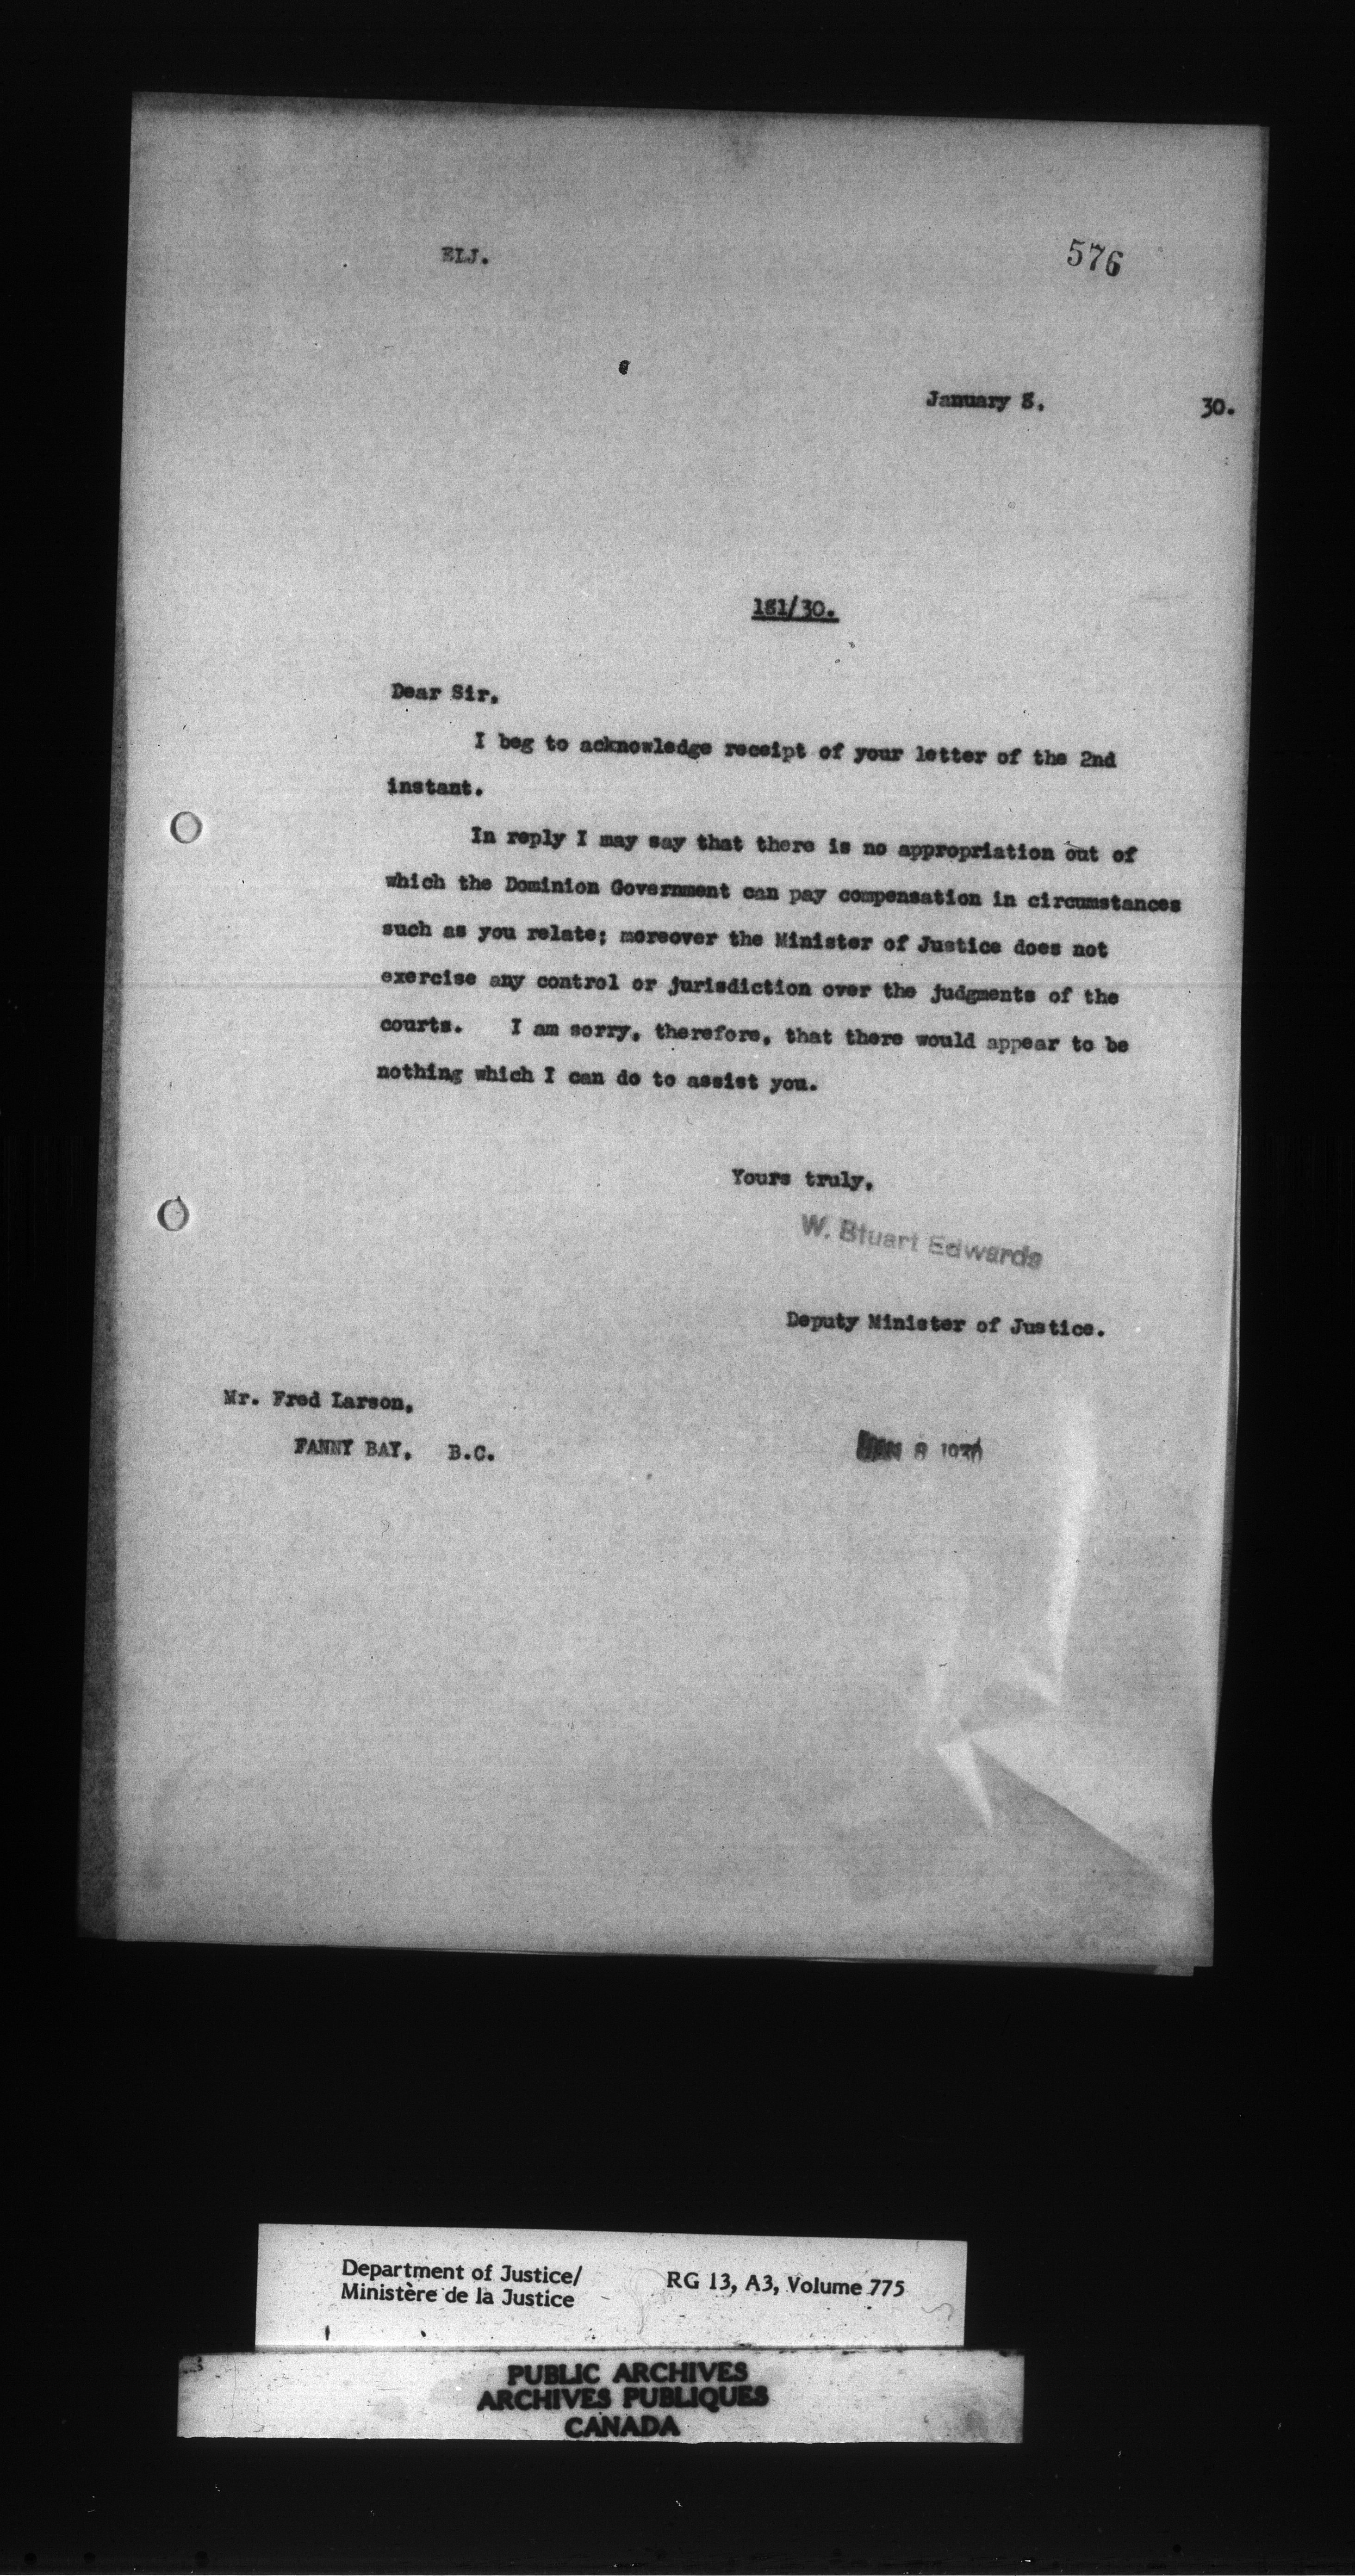 ELJ.
576
January 8, 30.
181/30.
Dear Sir,
I beg to acknowledge receipt of your letter of the 2nd
instant.
In reply I may say that there is no appropriation out of
which the Dominion Government can pay compensation in circumstances
such as you relate; moreover the Minister of Justice does not
exercise any control or jurisdiction over the judgments of the
courts. I am sorry, therefore, that there would appear to be
nothing which I can do to assist you.
Yours truly,
W. Stuart Edwards
Deputy Minister of Justice.
Mr. Fred Larson,
FANNY BAY, B.C.
JAN 8 1930
Department of Justice/
Ministère de la Justice
RG 13, A3, Volume 775
PUBLIC ARCHIVES
ARCHIVES PUBLIQUES
CANADA